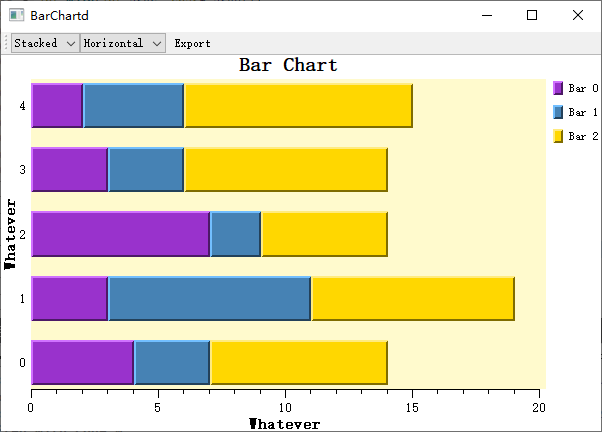 BarChartd
Stacked Horizontal Export
Bar Chart
Bar 0
Bar 1
Bar 2
Whatever
4
3
2
1
0
0 5 10 15 20
Whatever